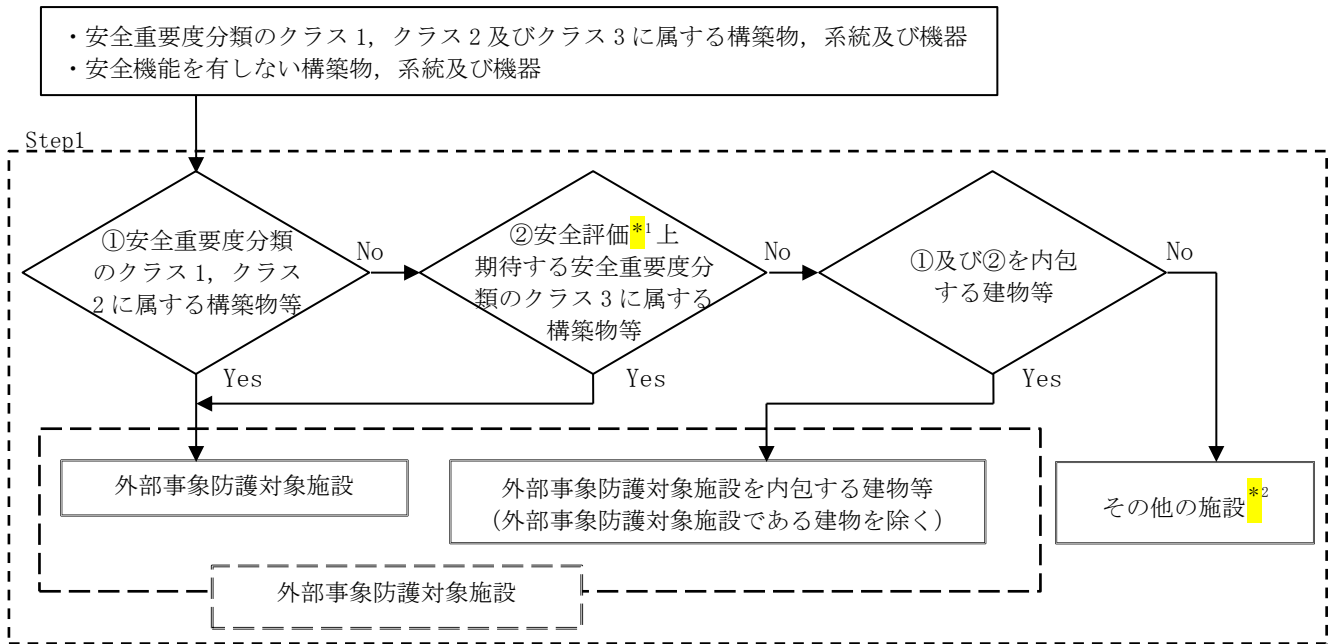 ・安全重要度分類のクラス1，クラス2及びクラス3に属する構築物，系統及び機器
・安全機能を有しない構築物，系統及び機器
Step1
①安全重要度分類
のクラス1，クラス
2に属する構築物等
No
②安全評価*1上
期待する安全重要度分
類のクラス3に属する
構築物等
No
①及び②を内包
する建物等
No
Yes
Yes
Yes
外部事象防護対象施設
外部事象防護対象施設を内包する建物等
（外部事象防護対象施設である建物を除く）
その他の施設*2
外部事象防護対象施設